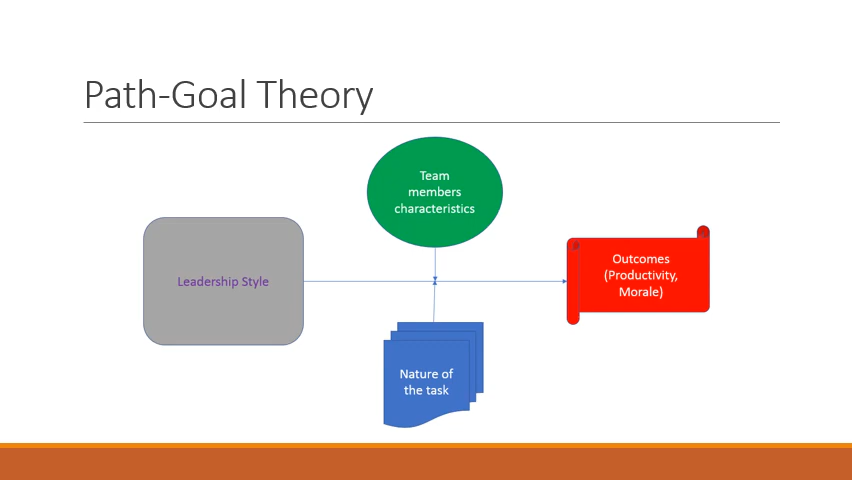 Path-Goal Theory
Team
members
characteristics
Leadership Style
Outcomes
(Productivity,
Morale)
Nature of
the task